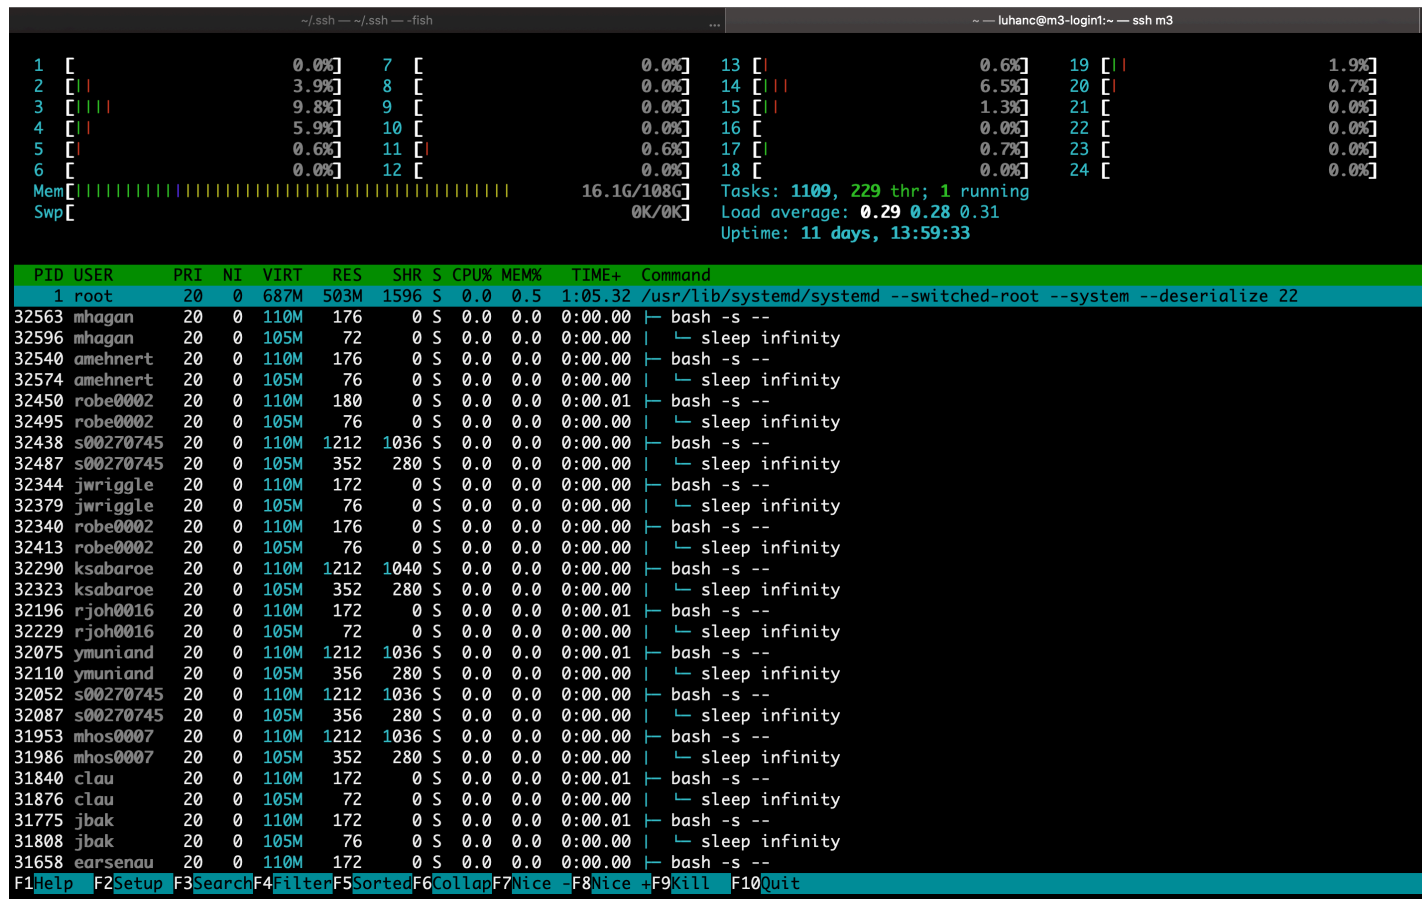 ~/.ssh — ~/.ssh — -fish ... ~ — luhanc@m3-login1:~ — ssh m3
1 [ 0.0%] 7 [ 0.0%] 13 [| 0.6%] 19 [|| 1.9%]
2 [|| 3.9%] 8 [ 0.0%] 14 [||| 6.5%] 20 [| 0.7%]
3 [|||| 9.8%] 9 [ 0.0%] 15 [|| 1.3%] 21 [ 0.0%]
4 [|| 5.9%] 10 [ 0.0%] 16 [ 0.0%] 22 [ 0.0%]
5 [| 0.6%] 11 [| 0.6%] 17 [| 0.7%] 23 [ 0.0%]
6 [ 0.0%] 12 [ 0.0%] 18 [ 0.0%] 24 [ 0.0%]
Mem[|||||||||||||||||||||||||||||||||||||||||||| 16.1G/108G] Tasks: 1109, 229 thr; 1 running
Swp[ 0K/0K] Load average: 0.29 0.28 0.31
Uptime: 11 days, 13:59:33
PID USER PRI NI VIRT RES SHR S CPU% MEM% TIME+ Command
1 root 20 0 687M 503M 1596 S 0.0 0.5 1:05.32 /usr/lib/systemd/systemd --switched-root --system --deserialize 22
32563 mhagan 20 0 110M 176 0 S 0.0 0.0 0:00.00 ├─ bash -s --
32596 mhagan 20 0 105M 72 0 S 0.0 0.0 0:00.00 │ └─ sleep infinity
32540 amehnert 20 0 110M 176 0 S 0.0 0.0 0:00.00 ├─ bash -s --
32574 amehnert 20 0 105M 76 0 S 0.0 0.0 0:00.00 │ └─ sleep infinity
32450 robe0002 20 0 110M 180 0 S 0.0 0.0 0:00.01 ├─ bash -s --
32495 robe0002 20 0 105M 76 0 S 0.0 0.0 0:00.00 │ └─ sleep infinity
32438 s00270745 20 0 110M 1212 1036 S 0.0 0.0 0:00.00 ├─ bash -s --
32487 s00270745 20 0 105M 352 280 S 0.0 0.0 0:00.00 │ └─ sleep infinity
32344 jwriggle 20 0 110M 172 0 S 0.0 0.0 0:00.00 ├─ bash -s --
32379 jwriggle 20 0 105M 76 0 S 0.0 0.0 0:00.00 │ └─ sleep infinity
32340 robe0002 20 0 110M 176 0 S 0.0 0.0 0:00.00 ├─ bash -s --
32413 robe0002 20 0 105M 76 0 S 0.0 0.0 0:00.00 │ └─ sleep infinity
32290 ksabaroe 20 0 110M 1212 1040 S 0.0 0.0 0:00.00 ├─ bash -s --
32323 ksabaroe 20 0 105M 352 280 S 0.0 0.0 0:00.00 │ └─ sleep infinity
32196 rjoh0016 20 0 110M 172 0 S 0.0 0.0 0:00.01 ├─ bash -s --
32229 rjoh0016 20 0 105M 72 0 S 0.0 0.0 0:00.00 │ └─ sleep infinity
32075 ymuniand 20 0 110M 1212 1036 S 0.0 0.0 0:00.01 ├─ bash -s --
32110 ymuniand 20 0 105M 356 280 S 0.0 0.0 0:00.00 │ └─ sleep infinity
32052 s00270745 20 0 110M 1212 1036 S 0.0 0.0 0:00.00 ├─ bash -s --
32087 s00270745 20 0 105M 356 280 S 0.0 0.0 0:00.00 │ └─ sleep infinity
31953 mhos0007 20 0 110M 1212 1036 S 0.0 0.0 0:00.00 ├─ bash -s --
31986 mhos0007 20 0 105M 352 280 S 0.0 0.0 0:00.00 │ └─ sleep infinity
31840 clau 20 0 110M 172 0 S 0.0 0.0 0:00.01 ├─ bash -s --
31876 clau 20 0 105M 72 0 S 0.0 0.0 0:00.00 │ └─ sleep infinity
31775 jbak 20 0 110M 172 0 S 0.0 0.0 0:00.01 ├─ bash -s --
31808 jbak 20 0 105M 76 0 S 0.0 0.0 0:00.00 │ └─ sleep infinity
31658 earsenau 20 0 110M 172 0 S 0.0 0.0 0:00.00 ├─ bash -s --
F1Help F2Setup F3SearchF4FilterF5SortedF6CollapF7Nice -F8Nice +F9Kill F10Quit